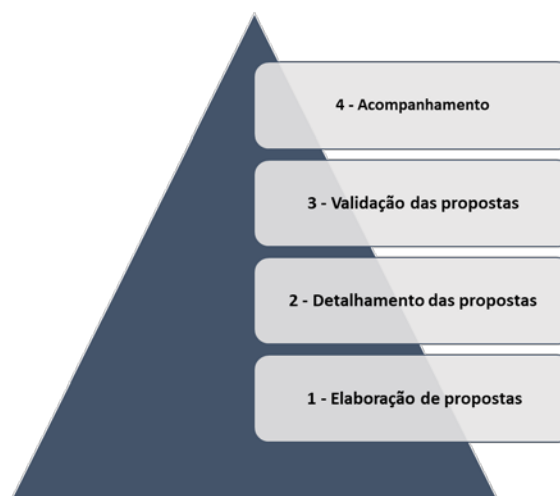 4 - Acompanhamento
3 - Validação das propostas
2 - Detalhamento das propostas
1 - Elaboração de propostas